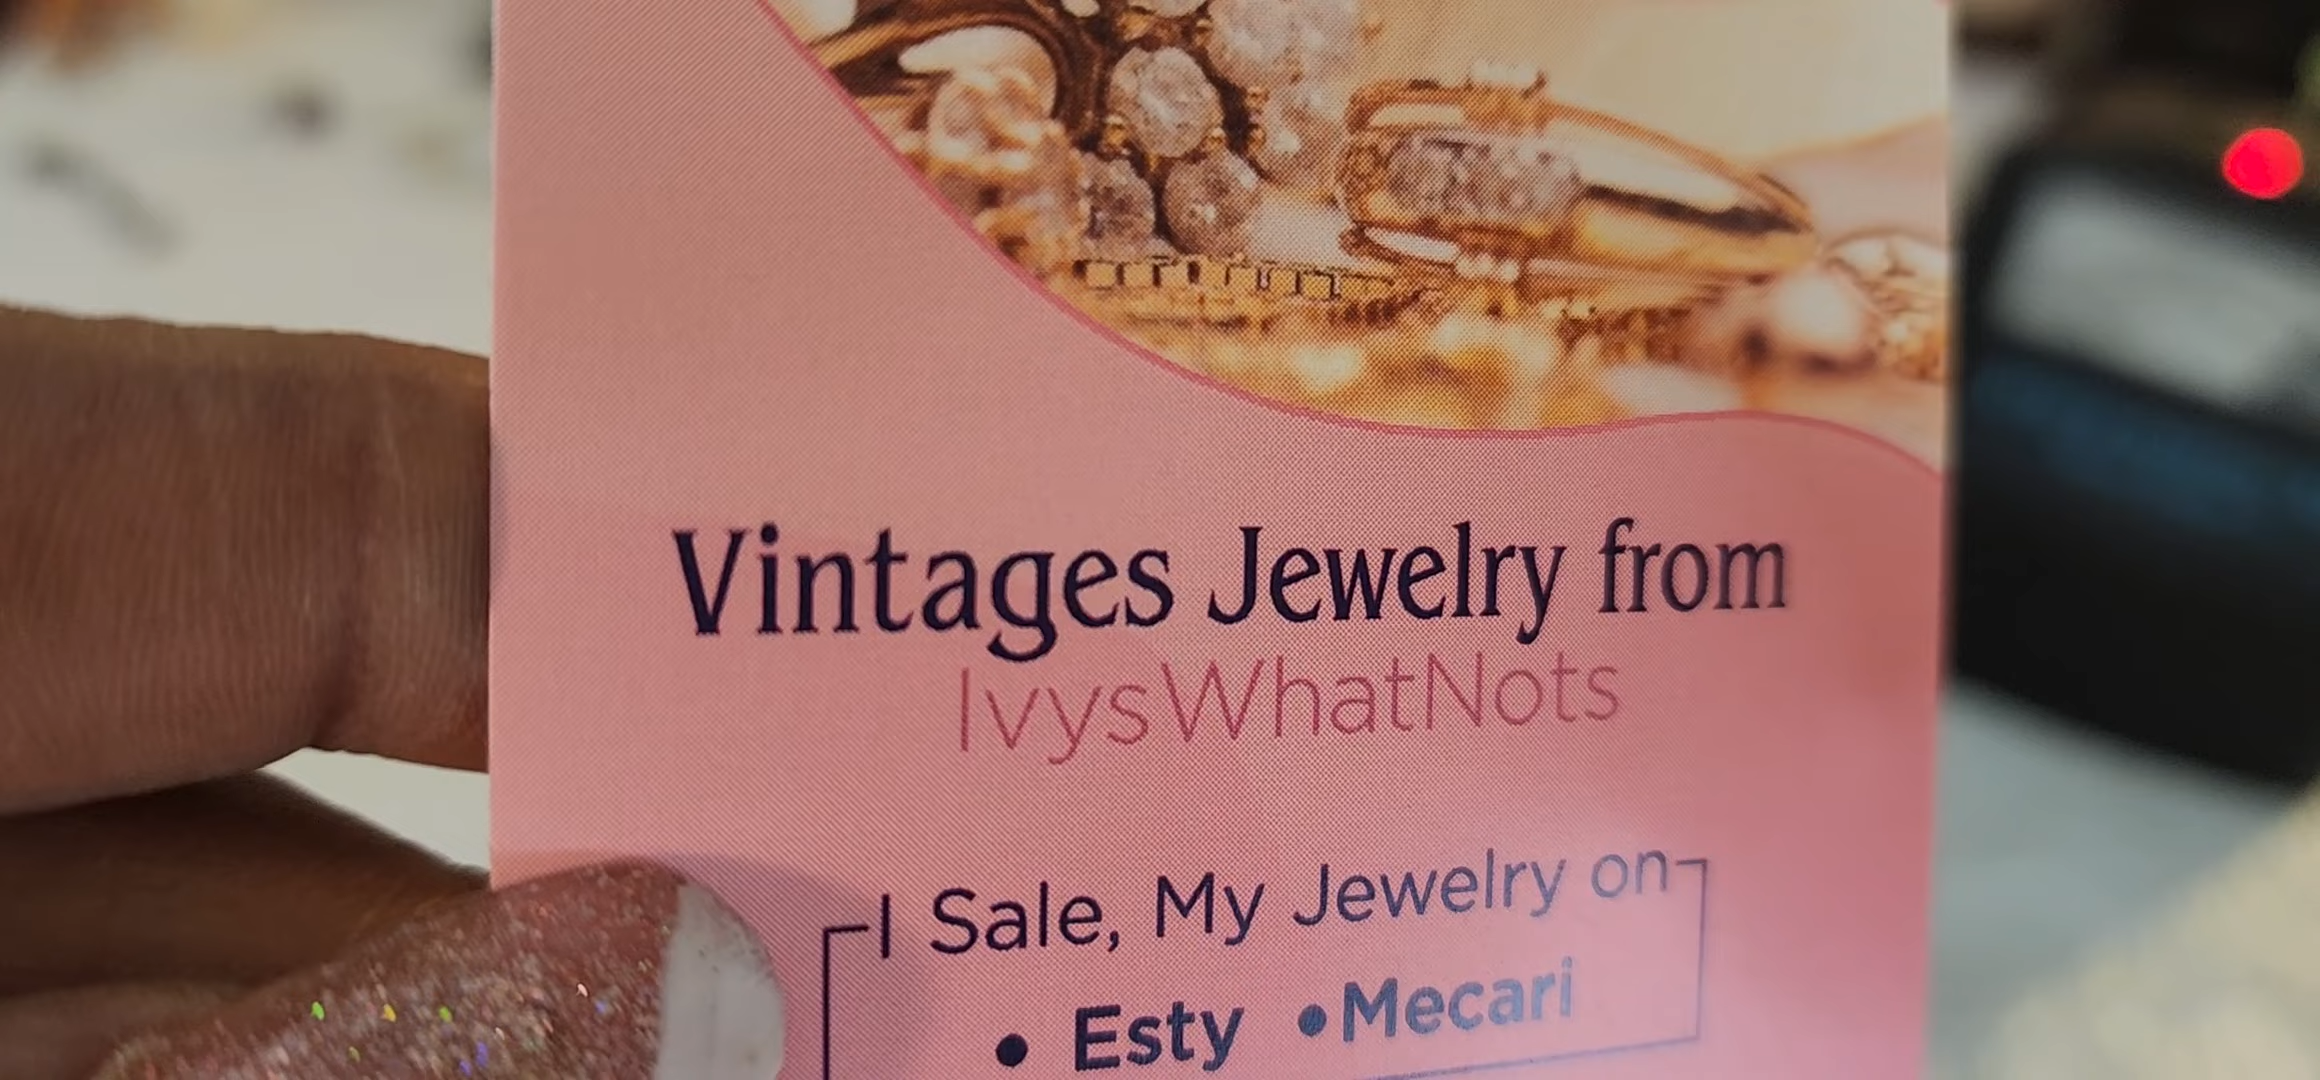 Vintages Jewelry from
IvysWhatNots
I Sale, My Jewelry on
• Esty •Mecari